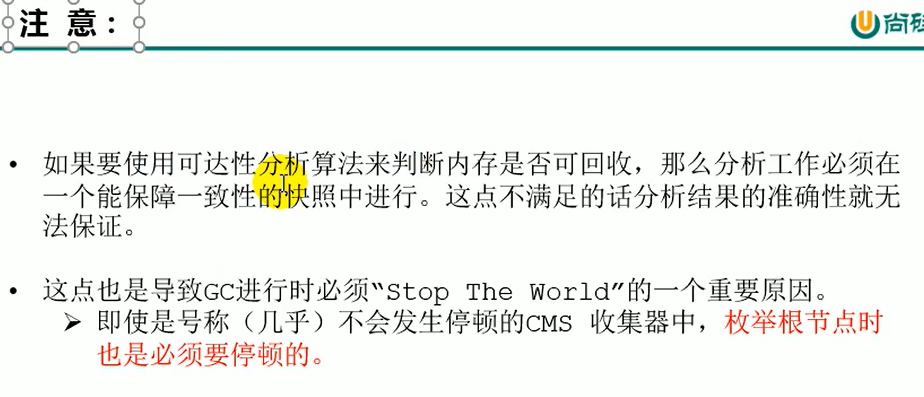 注 意：
尚硅
• 如果要使用可达性分析算法来判断内存是否可回收，那么分析工作必须在
一个能保障一致性的快照中进行。这点不满足的话分析结果的准确性就无
法保证。
• 这点也是导致GC进行时必须“Stop The World”的一个重要原因。
➢ 即使是号称（几乎）不会发生停顿的CMS 收集器中，枚举根节点时
也是必须要停顿的。